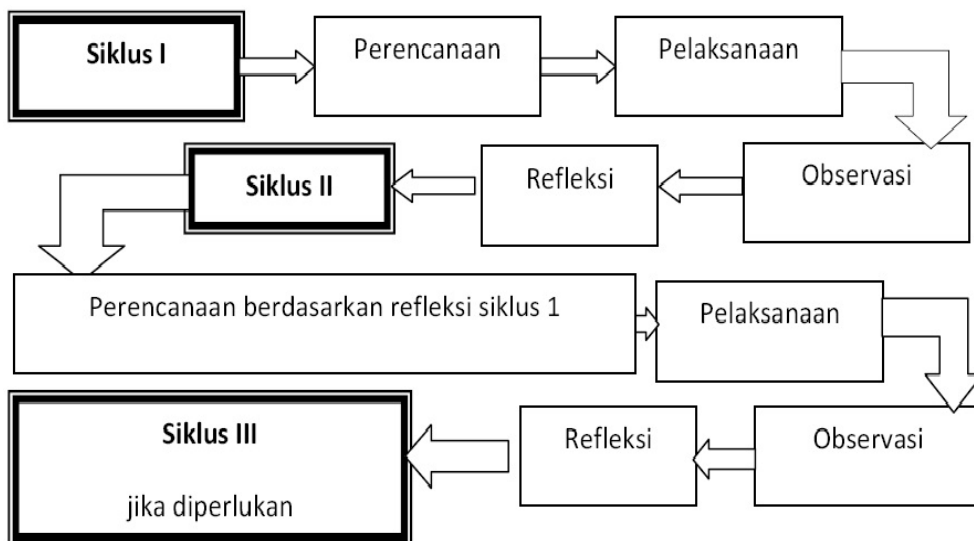 Siklus I
Perencanaan
Pelaksanaan
Observasi
Refleksi
Siklus II
Perencanaan berdasarkan refleksi siklus 1
Pelaksanaan
Observasi
Refleksi
Siklus III
jika diperlukan